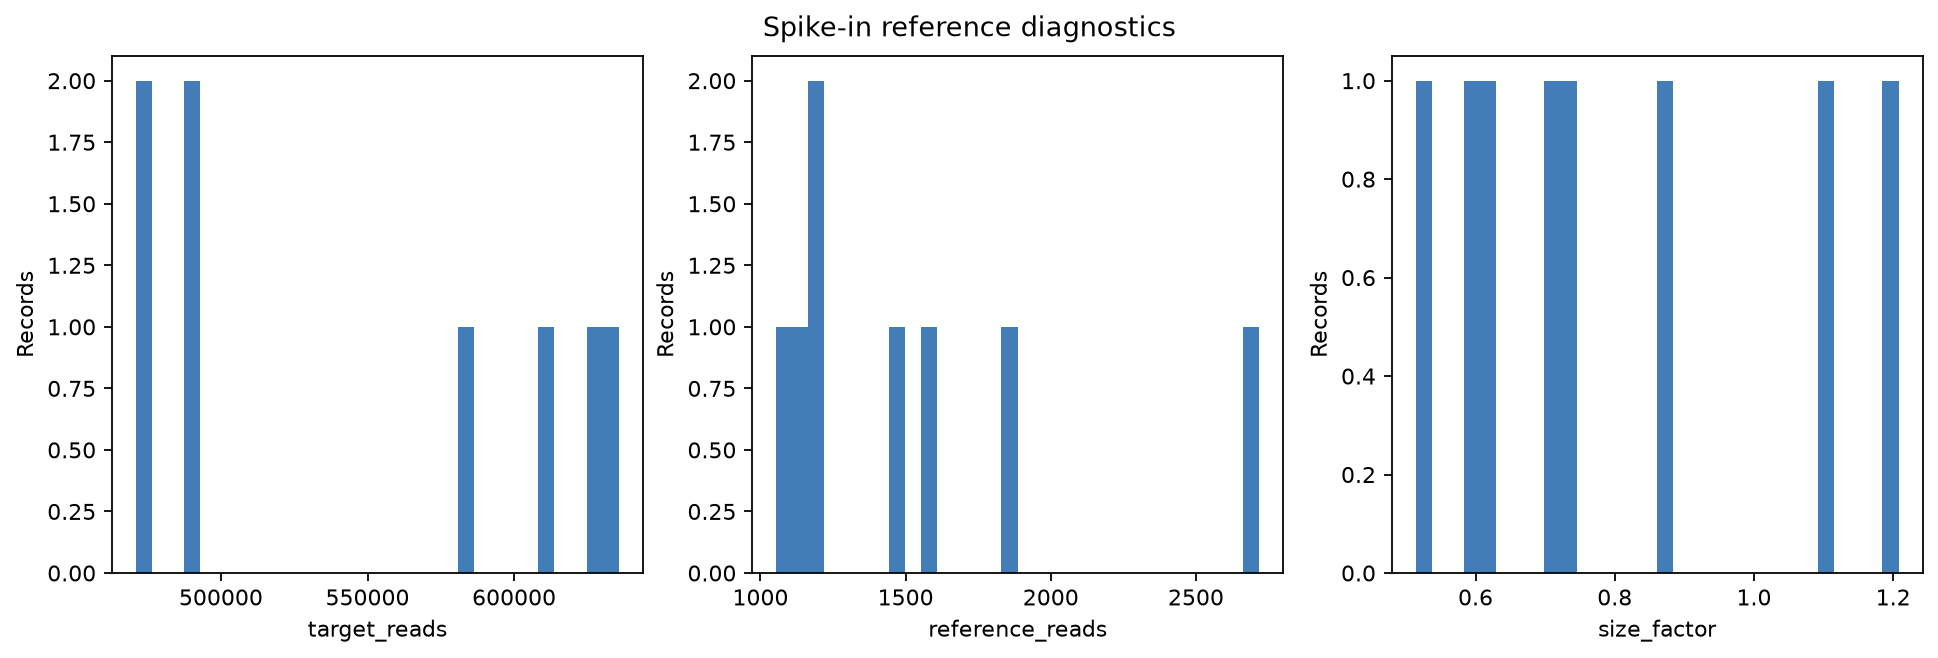 Spike-in reference diagnostics
2.00
1.75
1.50
1.25
1.00
0.75
0.50
0.25
0.00
Records
500000 550000 600000
target_reads
2.00
1.75
1.50
1.25
1.00
0.75
0.50
0.25
0.00
Records
1000 1500 2000 2500
reference_reads
1.0
0.8
0.6
0.4
0.2
0.0
Records
0.6 0.8 1.0 1.2
size_factor